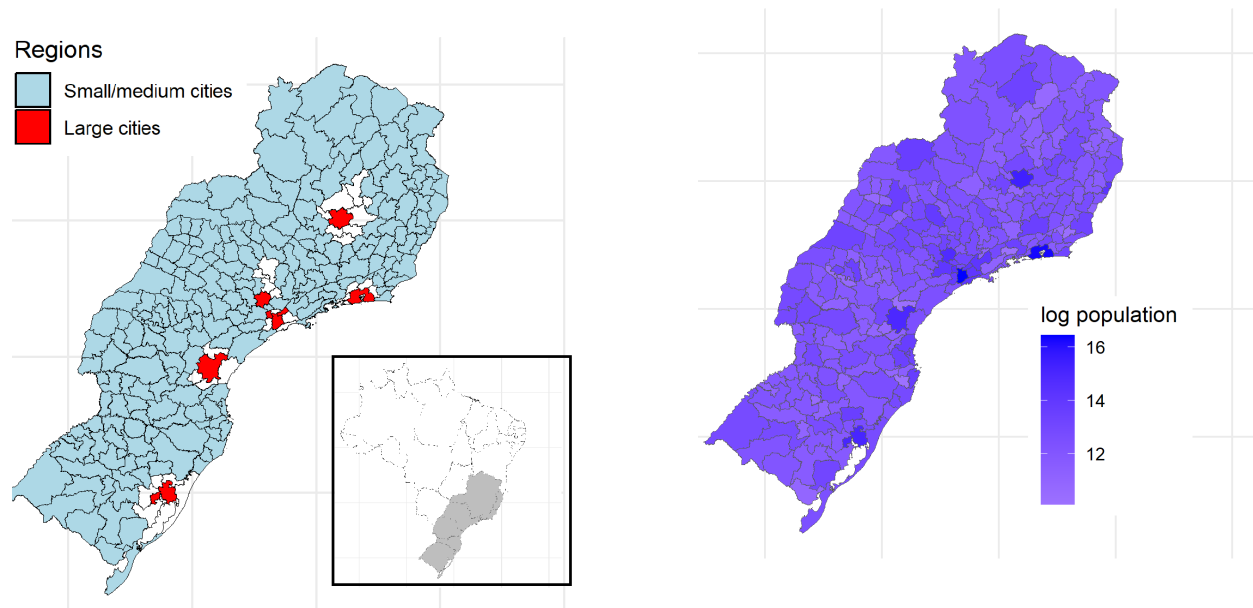 Regions
Small/medium cities
Large cities
log population
16
14
12